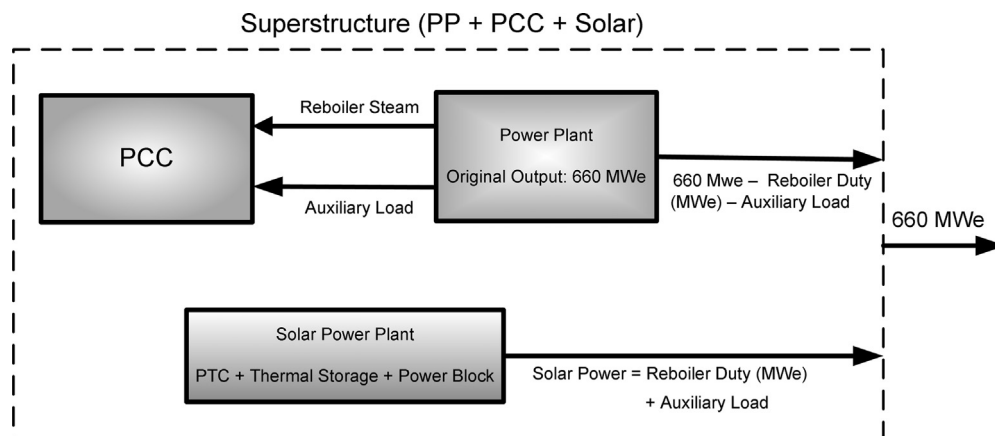 Superstructure (PP + PCC + Solar)
PCC
Reboiler Steam
Auxiliary Load
Power Plant
Original Output: 660 MWe
660 Mwe – Reboiler Duty
(MWe) – Auxiliary Load
660 MWe
Solar Power Plant
PTC + Thermal Storage + Power Block
Solar Power = Reboiler Duty (MWe)
+ Auxiliary Load